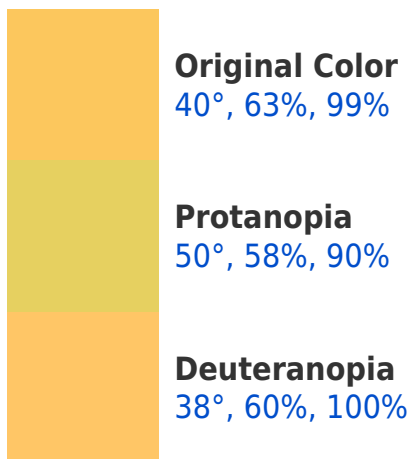 Original Color
40°, 63%, 99%
Protanopia
50°, 58%, 90%
Deuteranopia
38°, 60%, 100%